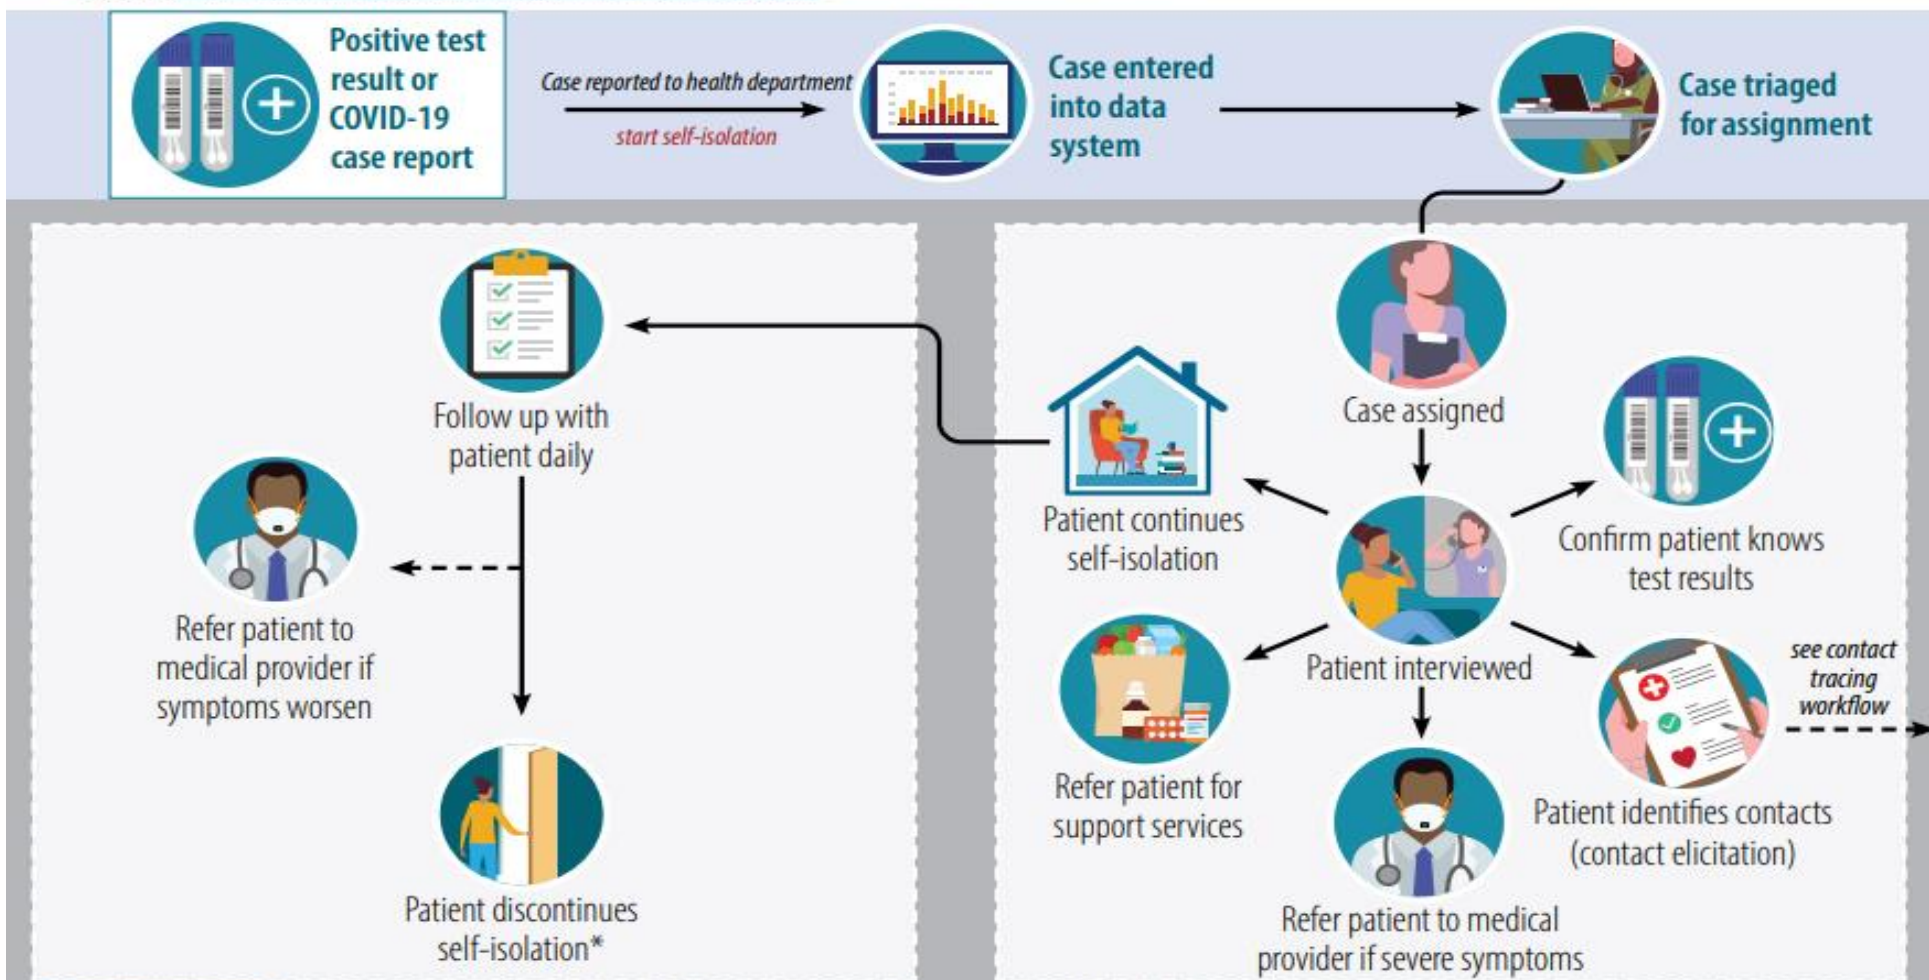 Positive test
result or
COVID-19
case report
Case reported to health department
start self-isolation
Case entered
into data
system
Case triaged
for assignment
Case assigned
Patient interviewed
Confirm patient knows
test results
see contact
tracing
workflow
Patient identifies contacts
(contact elicitation)
Refer patient to medical
provider if severe symptoms
Refer patient for
support services
Patient continues
self-isolation
Follow up with
patient daily
Refer patient to
medical provider if
symptoms worsen
Patient discontinues
self-isolation*